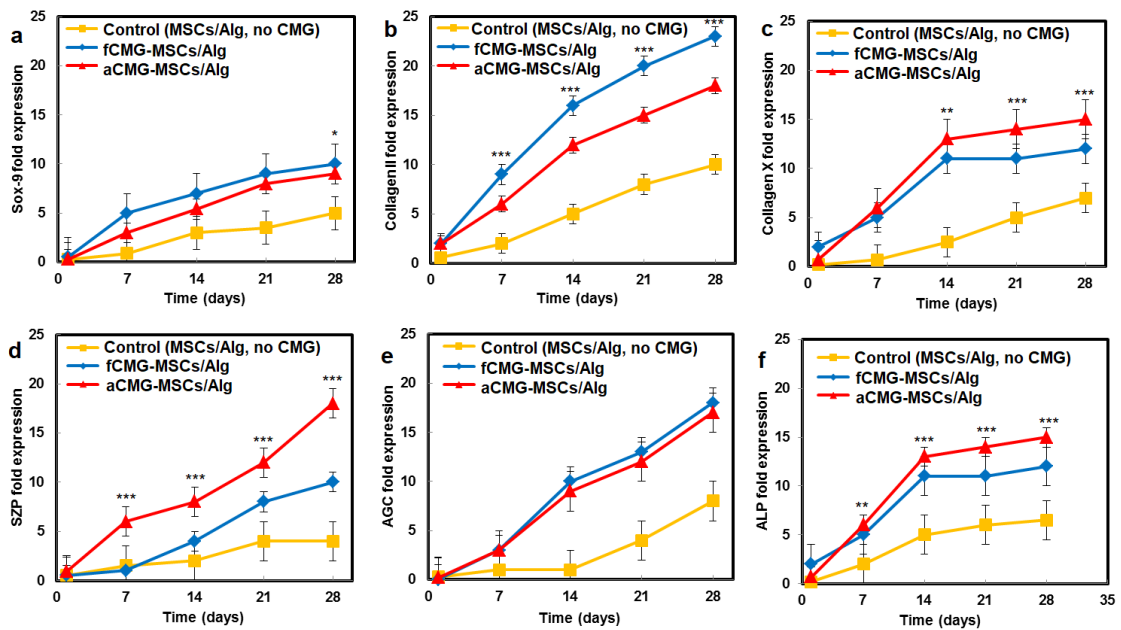 a
Control (MSCs/Alg, no CMG)
fCMG-MSCs/Alg
aCMG-MSCs/Alg
Sox-9 fold expression
25
20
15
10
5
0
*
0 7 14 21 28
Time (days)
b
Control (MSCs/Alg, no CMG)
fCMG-MSCs/Alg
aCMG-MSCs/Alg
Collagen II fold expression
25
20
15
10
5
0
*** *** *** ***
0 7 14 21 28
Time (days)
c
Control (MSCs/Alg, no CMG)
fCMG-MSCs/Alg
aCMG-MSCs/Alg
Collagen X fold expression
25
20
15
10
5
0
** *** ***
0 7 14 21 28
Time (days)
d
Control (MSCs/Alg, no CMG)
fCMG-MSCs/Alg
aCMG-MSCs/Alg
SZP fold expression
25
20
15
10
5
0
*** *** *** ***
0 7 14 21 28
Time (days)
e
Control (MSCs/Alg, no CMG)
fCMG-MSCs/Alg
aCMG-MSCs/Alg
AGC fold expression
25
20
15
10
5
0
0 7 14 21 28
Time (days)
f
Control (MSCs/Alg, no CMG)
fCMG-MSCs/Alg
aCMG-MSCs/Alg
ALP fold expression
25
20
15
10
5
0
** *** *** ***
0 7 14 21 28 35
Time (days)